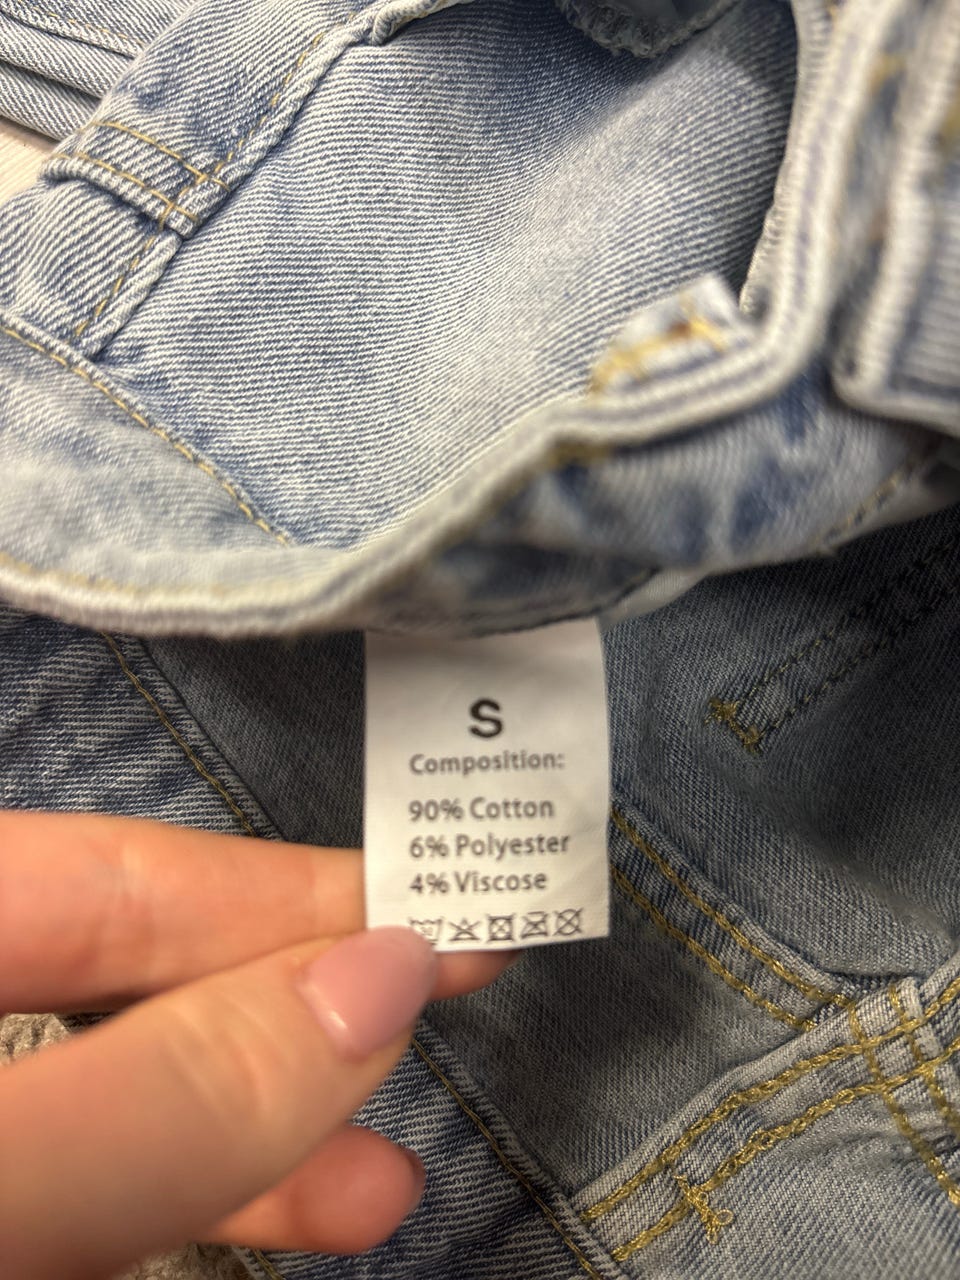 S
Composition:
90% Cotton
6% Polyester
4% Viscose